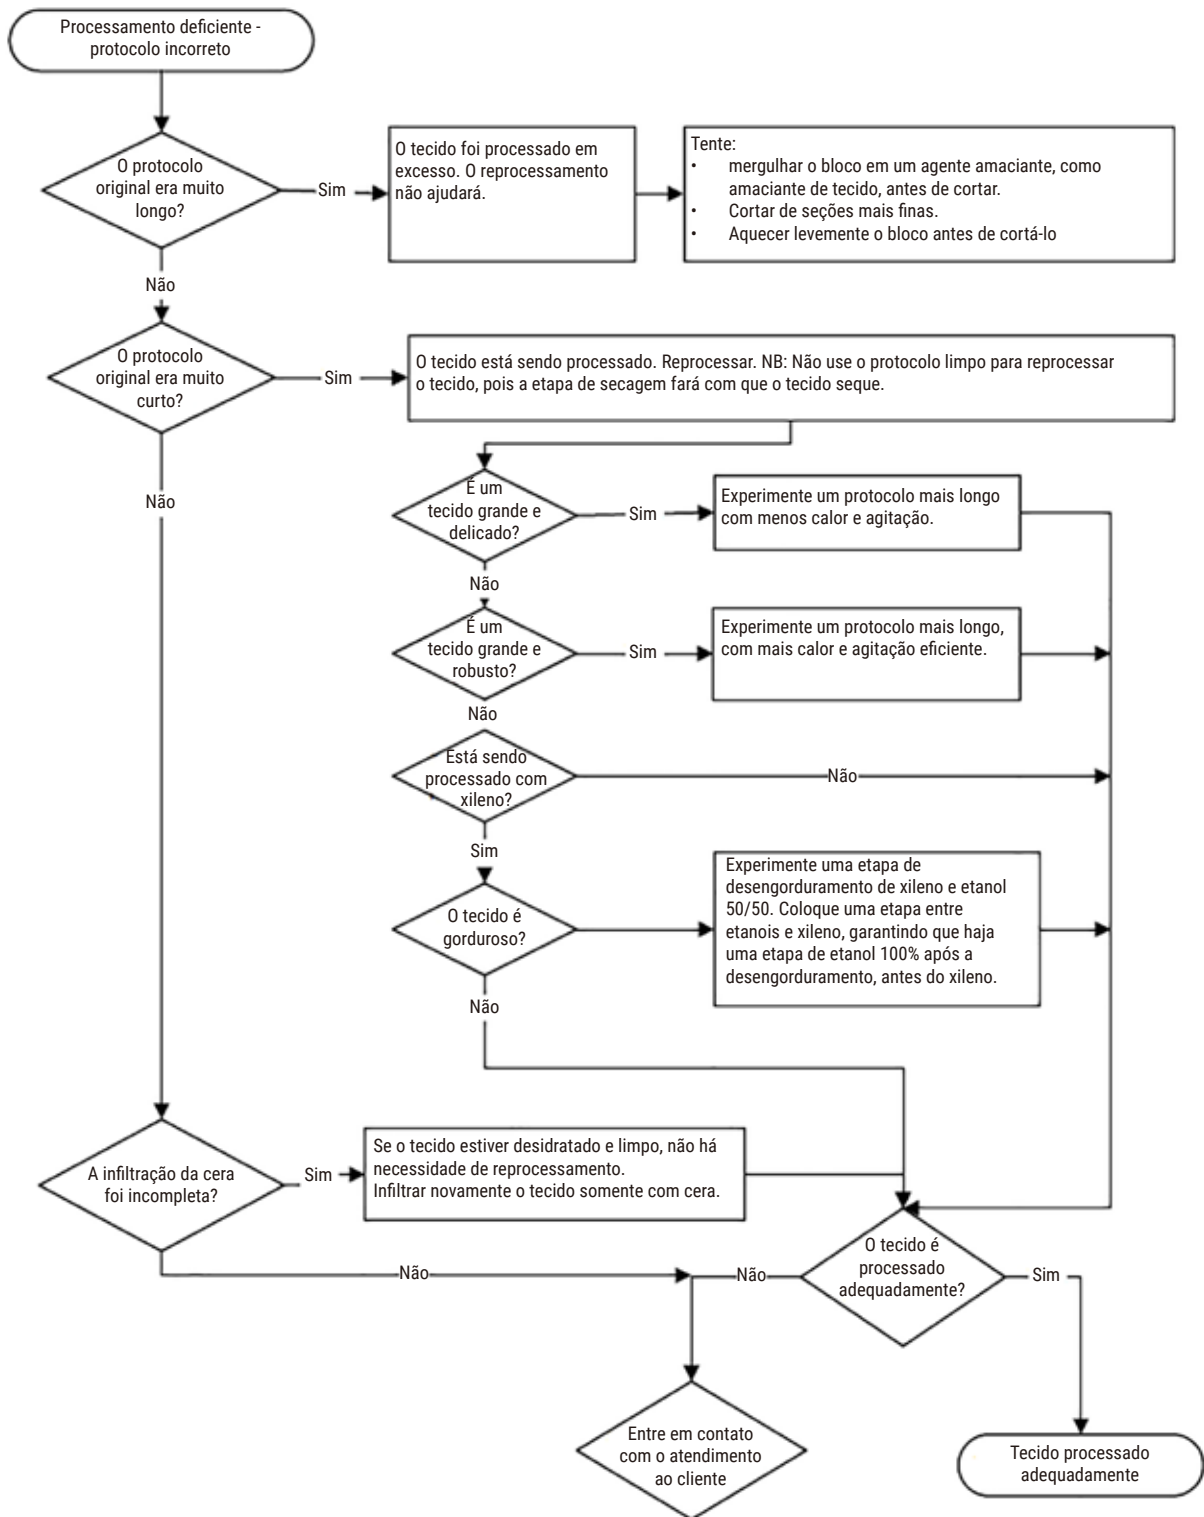 Processamento deficiente -
protocolo incorreto
O protocolo
original era muito
longo?
Sim
O tecido foi processado em
excesso. O reprocessamento
não ajudará.
Tente:
• mergulhar o bloco em um agente amaciante, como
amaciante de tecido, antes de cortar.
• Cortar de seções mais finas.
• Aquecer levemente o bloco antes de cortá-lo
Não
O protocolo
original era muito
curto?
Sim
O tecido está sendo processado. Reprocessar. NB: Não use o protocolo limpo para reprocessar
o tecido, pois a etapa de secagem fará com que o tecido seque.
Não
É um
tecido grande e
delicado?
Sim
Experimente um protocolo mais longo
com menos calor e agitação.
Não
É um
tecido grande e
robusto?
Sim
Experimente um protocolo mais longo,
com mais calor e agitação eficiente.
Não
Está sendo
processado com
xileno?
Não
Sim
O tecido é
gorduroso?
Experimente uma etapa de
desengorduramento de xileno e etanol
50/50. Coloque uma etapa entre
etanois e xileno, garantindo que haja
uma etapa de etanol 100% após a
desengorduramento, antes do xileno.
Não
A infiltração da cera
foi incompleta?
Sim
Se o tecido estiver desidratado e limpo, não há
necessidade de reprocessamento.
Infiltrar novamente o tecido somente com cera.
Não
O tecido é
processado
adequadamente?
Não
Sim
Entre em contato
com o atendimento
ao cliente
Tecido processado
adequadamente